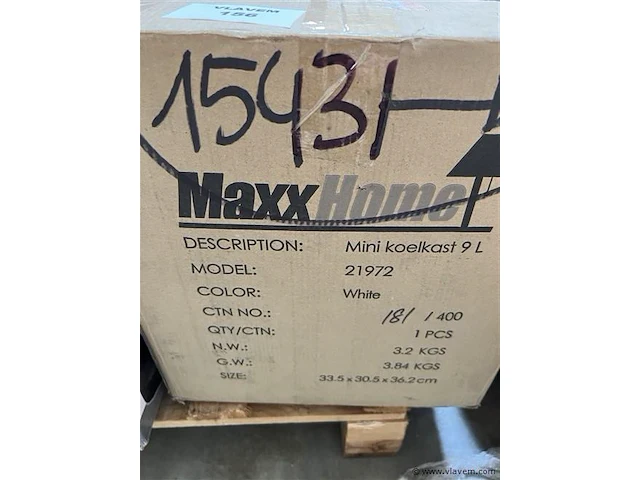 VLAVEM
156
15431
MaxxHome
DESCRIPTION: Mini koelkast 9 L
MODEL: 21972
COLOR: White
CTN NO.: 181 / 400
QTY/CTN: 1 PCS
N.W.: 3.2 KGS
G.W.: 3.84 KGS
SIZE: 33.5 x 30.5 x 36.2 cm
© www.vlavem.com